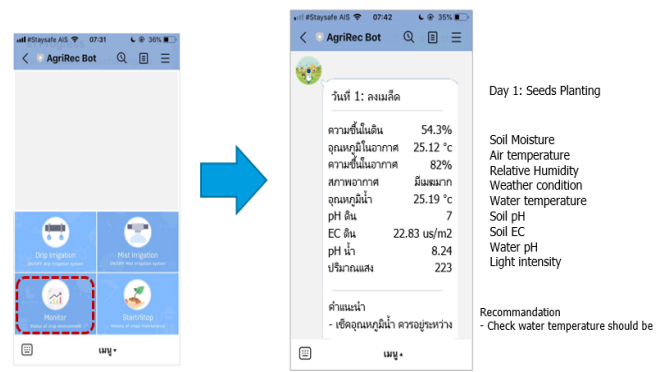 #Staysafe AIS 07:31 36%
AgriRec Bot
Drip Irrigation
Mist Irrigation
Monitor
Start/Stop
เมนู
#Staysafe AIS 07:42 35%
AgriRec Bot
วันที่ 1: ลงเมล็ด
ความชื้นในดิน 54.3%
อุณหภูมิในอากาศ 25.12 °c
ความชื้นในอากาศ 82%
สภาพอากาศ มีเมฆมาก
อุณหภูมิน้ำ 25.19 °c
pH ดิน 7
EC ดิน 22.83 us/m2
pH น้ำ 8.24
ปริมาณแสง 223
คำแนะนำ
- เช็คอุณหภูมิน้ำ ควรอยู่ระหว่าง
เมนู
Day 1: Seeds Planting
Soil Moisture
Air temperature
Relative Humidity
Weather condition
Water temperature
Soil pH
Soil EC
Water pH
Light intensity
Recommandation
- Check water temperature should be